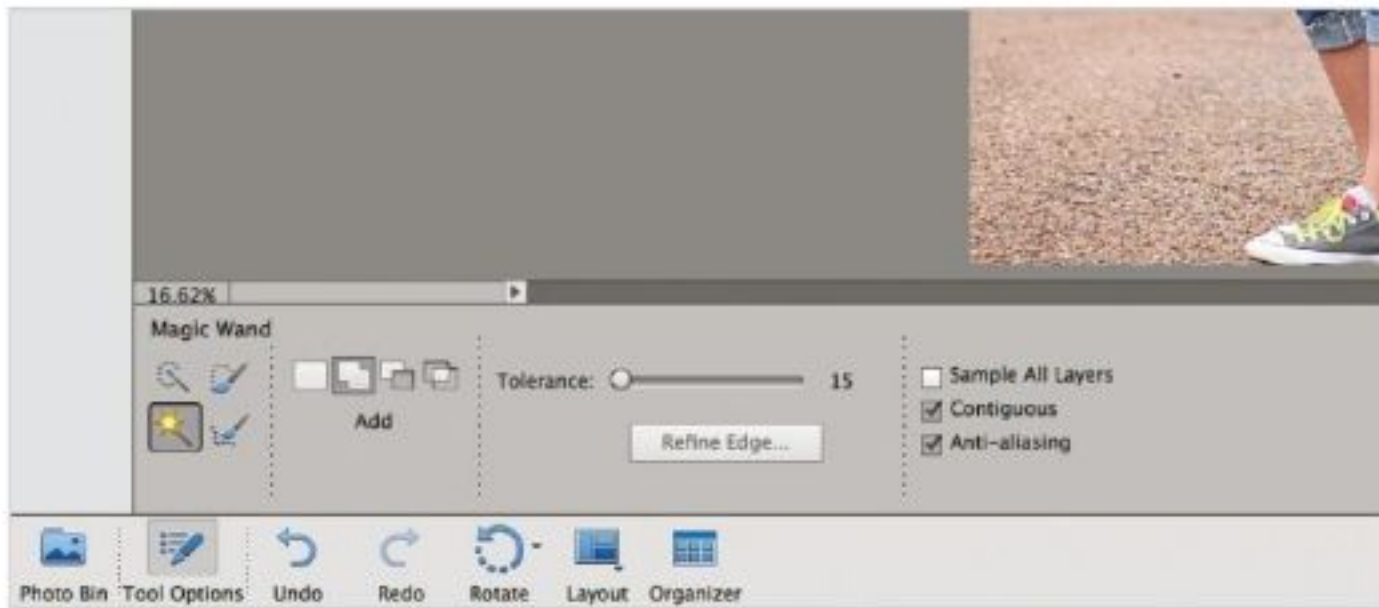 16.62%
Magic Wand
Add
Tolerance: 15
Refine Edge...
Sample All Layers
Contiguous
Anti-aliasing
Photo Bin Tool Options Undo Redo Rotate Layout Organizer